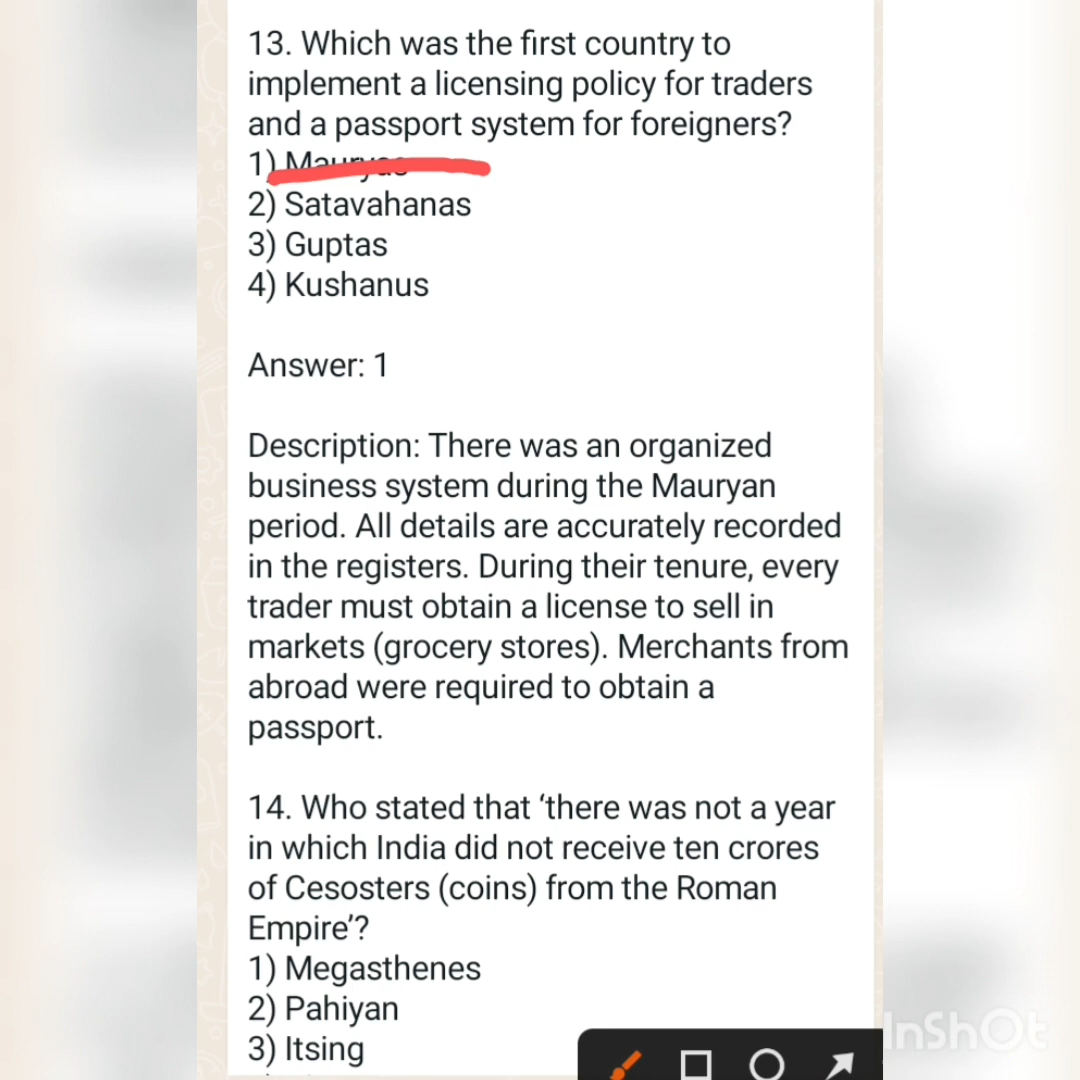 13. Which was the first country to
implement a licensing policy for traders
and a passport system for foreigners?
1) Mauryas
2) Satavahanas
3) Guptas
4) Kushanus
Answer: 1
Description: There was an organized
business system during the Mauryan
period. All details are accurately recorded
in the registers. During their tenure, every
trader must obtain a license to sell in
markets (grocery stores). Merchants from
abroad were required to obtain a
passport.
14. Who stated that ‘there was not a year
in which India did not receive ten crores
of Cesosters (coins) from the Roman
Empire’?
1) Megasthenes
2) Pahiyan
3) Itsing
InShOt